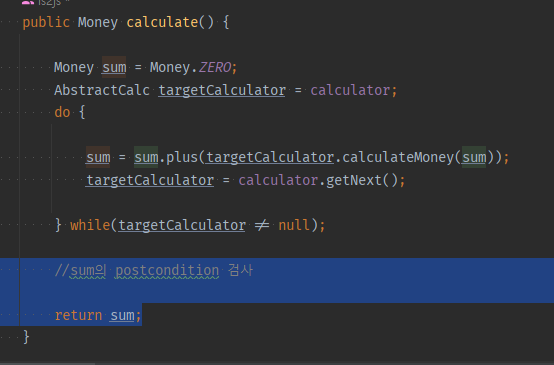 is2js *
public Money calculate() {
Money sum = Money.ZERO;
AbstractCalc targetCalculator = calculator;
do {
sum = sum.plus(targetCalculator.calculateMoney(sum));
targetCalculator = calculator.getNext();
} while(targetCalculator ≠ null);
//sum의 postcondition 검사
return sum;
}